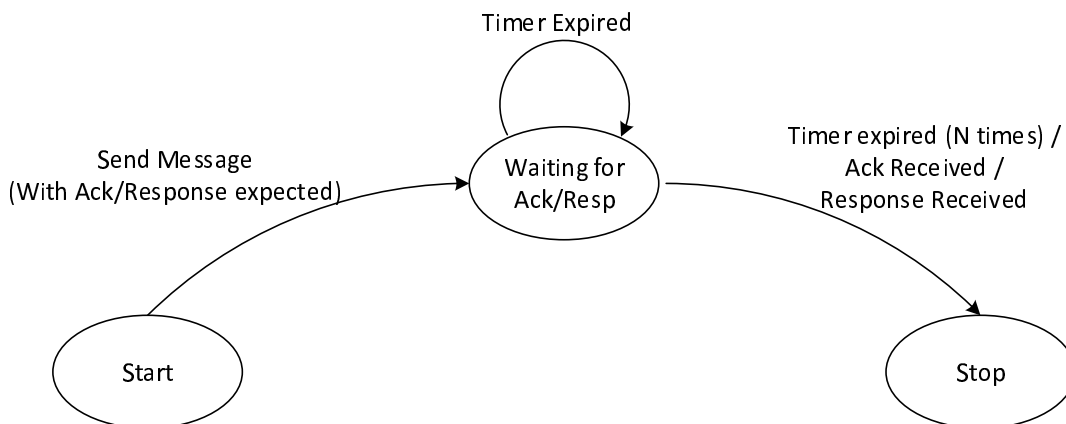 Timer Expired
Send Message
(With Ack/Response expected)
Waiting for
Ack/Resp
Timer expired (N times) /
Ack Received /
Response Received
Start
Stop